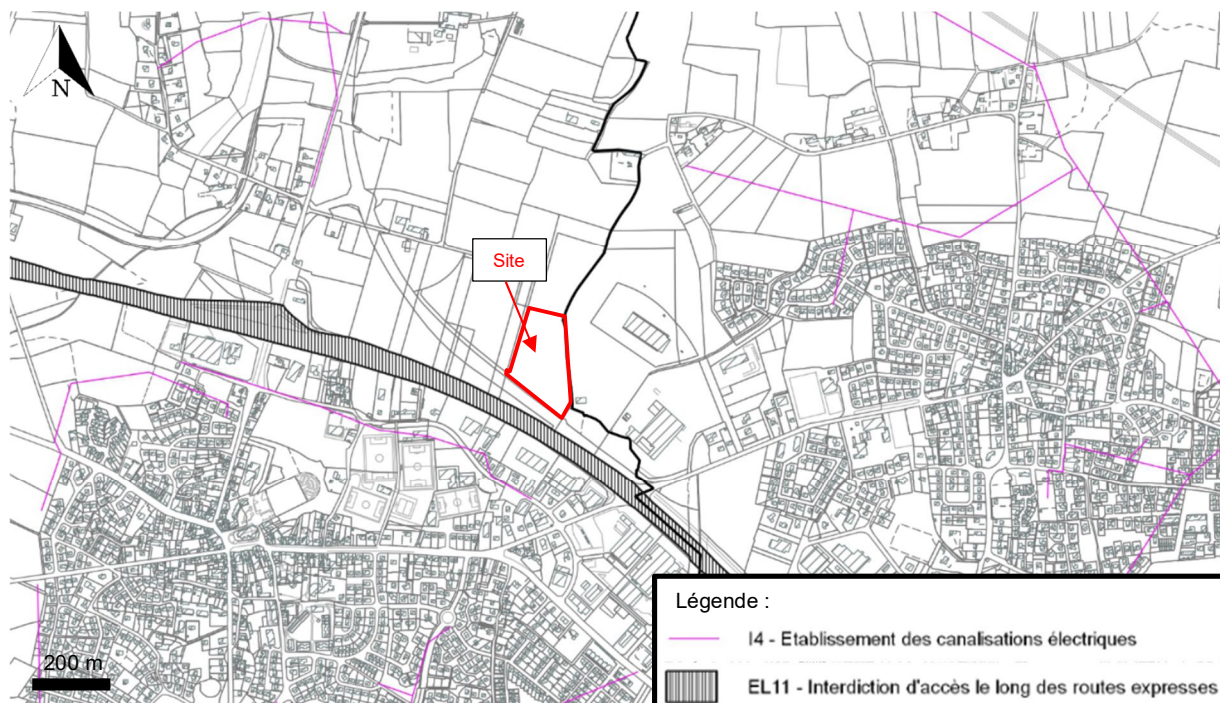 N
Site
200 m
Légende :
I4 - Etablissement des canalisations électriques
EL11 - Interdiction d'accès le long des routes expresses